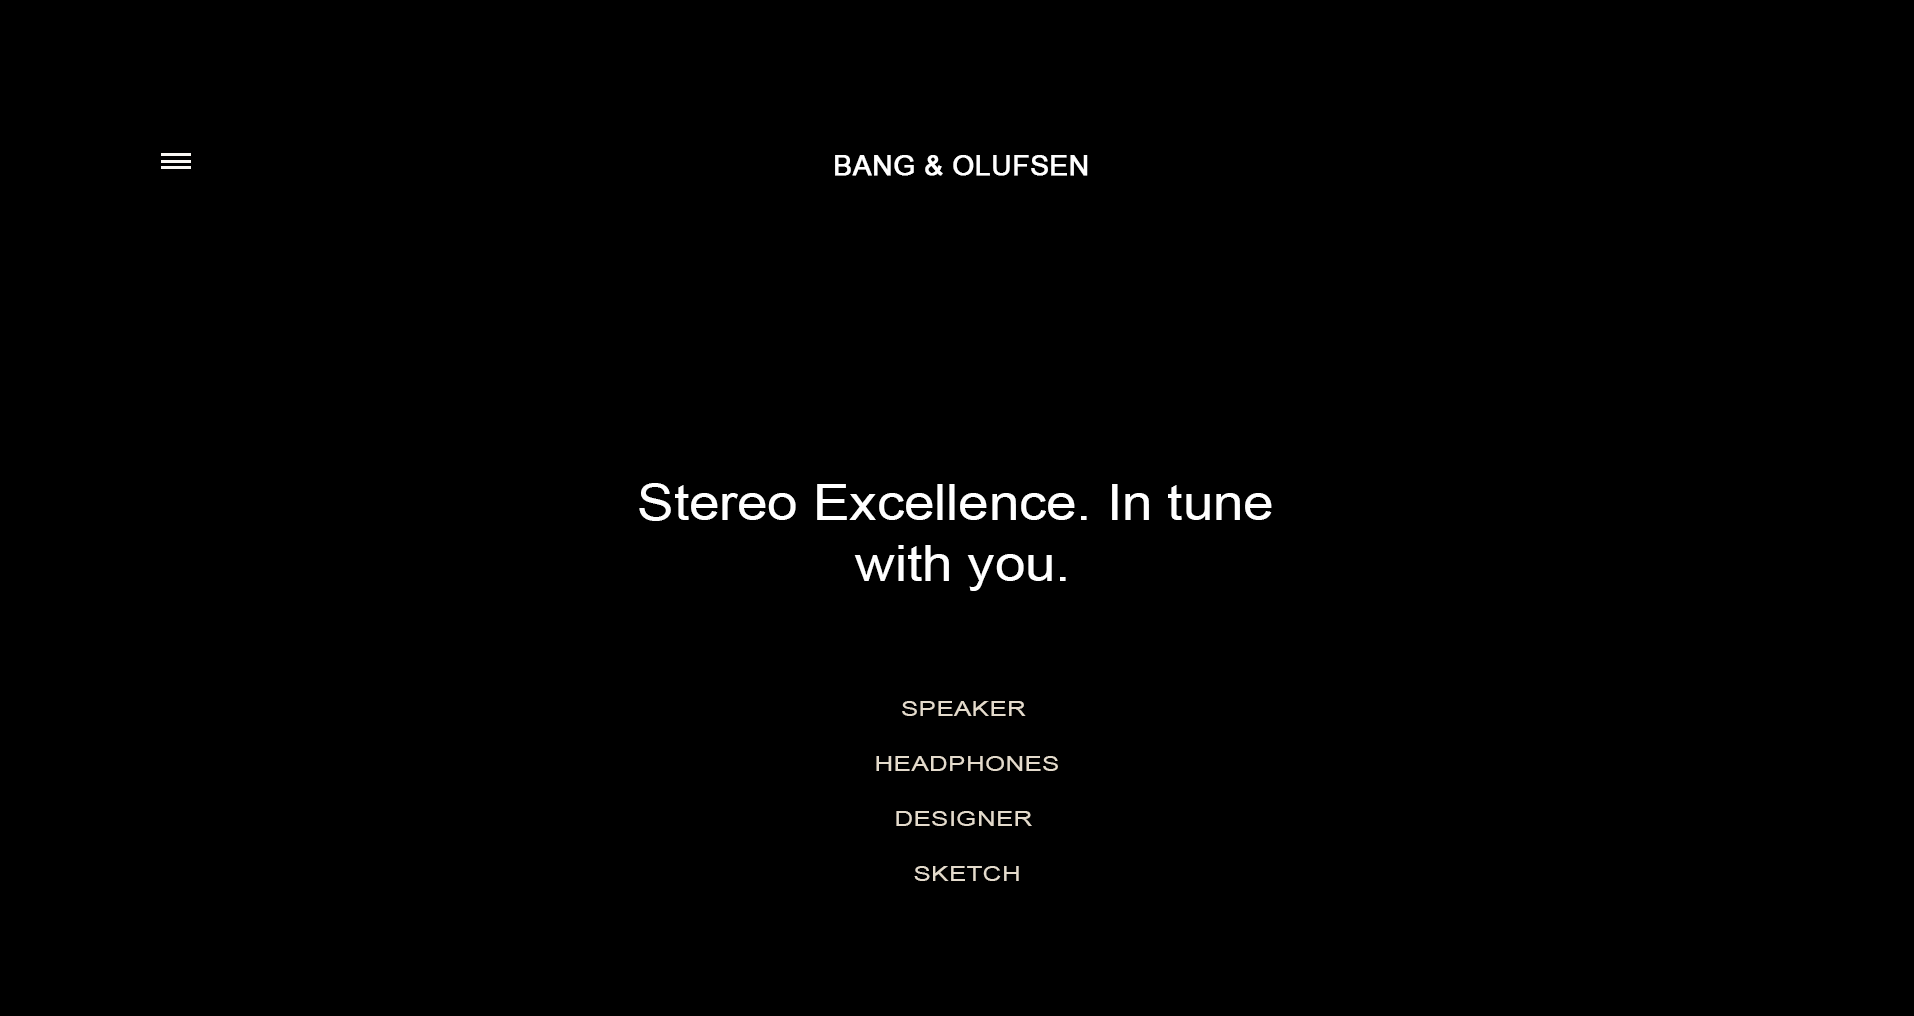 BANG & OLUFSEN
Stereo Excellence. In tune
with you.
SPEAKER
HEADPHONES
DESIGNER
SKETCH